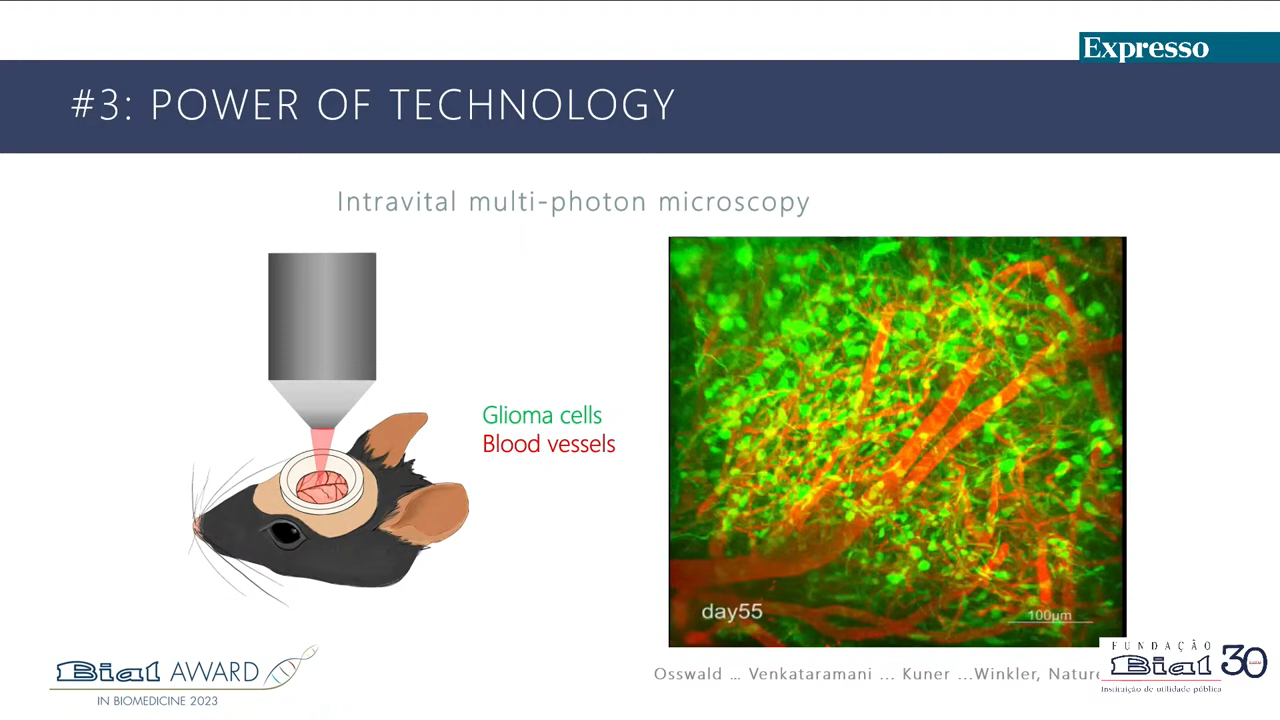 Expresso
#3: POWER OF TECHNOLOGY
Intravital multi-photon microscopy
Glioma cells
Blood vessels
day55
100µm
Osswald ... Venkataramani ... Kuner ...Winkler, Nature
Bial AWARD
IN BIOMEDICINE 2023
FUNDAÇÃO
Bial 30
Instituição de utilidade pública